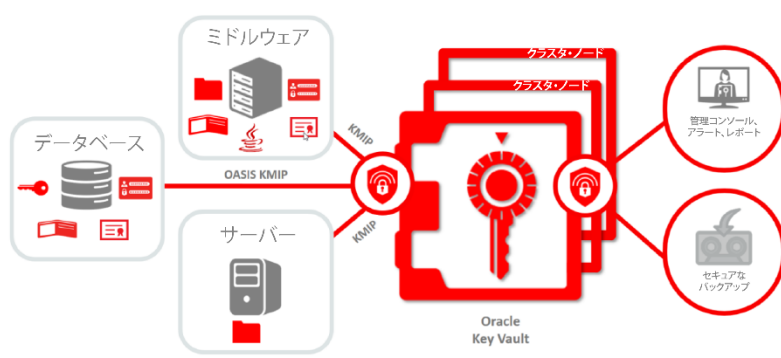 ミドルウェア
データベース
サーバー
KMIP
OASIS KMIP
KMIP
クラスタ・ノード
クラスタ・ノード
Oracle
Key Vault
管理コンソール、
アラート、レポート
セキュアな
バックアップ